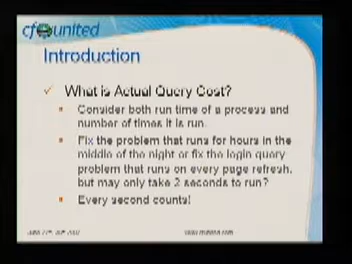 cf united
Introduction
What is Actual Query Cost?
Consider both run time of a process and
number of times it is run.
Fix the problem that runs for hours in the
middle of the night or fix the login query
problem that runs on every page refresh,
but may only take 2 seconds to run?
Every second counts!